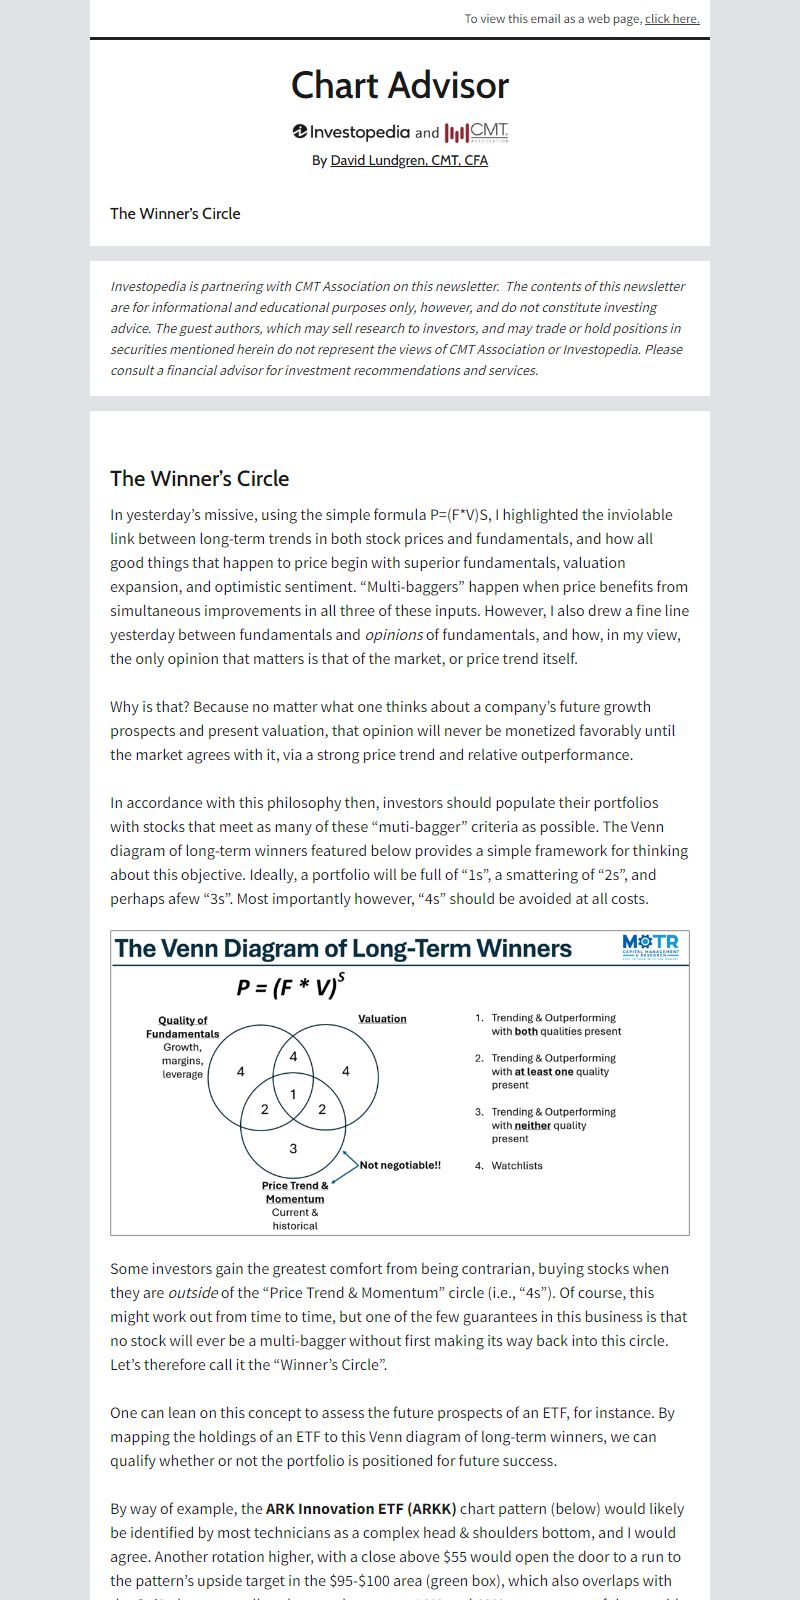 To view this email as a web page, click here.
Chart Advisor
Investopedia and CMT ASSOCIATION
By David Lundgren, CMT, CFA
The Winner's Circle
Investopedia is partnering with CMT Association on this newsletter. The contents of this newsletter
are for informational and educational purposes only, however, and do not constitute investing
advice. The guest authors, which may sell research to investors, and may trade or hold positions in
securities mentioned herein do not represent the views of CMT Association or Investopedia. Please
consult a financial advisor for investment recommendations and services.
The Winner's Circle
In yesterday's missive, using the simple formula P=(F*V)S, I highlighted the inviolable
link between long-term trends in both stock prices and fundamentals, and how all
good things that happen to price begin with superior fundamentals, valuation
expansion, and optimistic sentiment. “Multi-baggers” happen when price benefits from
simultaneous improvements in all three of these inputs. However, I also drew a fine line
yesterday between fundamentals and opinions of fundamentals, and how, in my view,
the only opinion that matters is that of the market, or price trend itself.
Why is that? Because no matter what one thinks about a company's future growth
prospects and present valuation, that opinion will never be monetized favorably until
the market agrees with it, via a strong price trend and relative outperformance.
In accordance with this philosophy then, investors should populate their portfolios
with stocks that meet as many of these “muti-bagger” criteria as possible. The Venn
diagram of long-term winners featured below provides a simple framework for thinking
about this objective. Ideally, a portfolio will be full of “1s”, a smattering of “2s”, and
perhaps afew “3s”. Most importantly however, “4s” should be avoided at all costs.
The Venn Diagram of Long-Term Winners
MOTR
CAPITAL MANAGEMENT
& RESEARCH
P = (F * V)S
Quality of
Fundamentals
Growth,
margins,
leverage
Valuation
4
4
4
1
2
2
3
Not negotiable!!
Price Trend &
Momentum
Current &
historical
1. Trending & Outperforming
with both qualities present
2. Trending & Outperforming
with at least one quality
present
3. Trending & Outperforming
with neither quality
present
4. Watchlists
Some investors gain the greatest comfort from being contrarian, buying stocks when
they are outside of the “Price Trend & Momentum” circle (i.e., “4s”). Of course, this
might work out from time to time, but one of the few guarantees in this business is that
no stock will ever be a multi-bagger without first making its way back into this circle.
Let's therefore call it the “Winner's Circle”.
One can lean on this concept to assess the future prospects of an ETF, for instance. By
mapping the holdings of an ETF to this Venn diagram of long-term winners, we can
qualify whether or not the portfolio is positioned for future success.
By way of example, the ARK Innovation ETF (ARKK) chart pattern (below) would likely
be identified by most technicians as a complex head & shoulders bottom, and I would
agree. Another rotation higher, with a close above $55 would open the door to a run to
the pattern's upside target in the $95-$100 area (green box), which also overlaps with